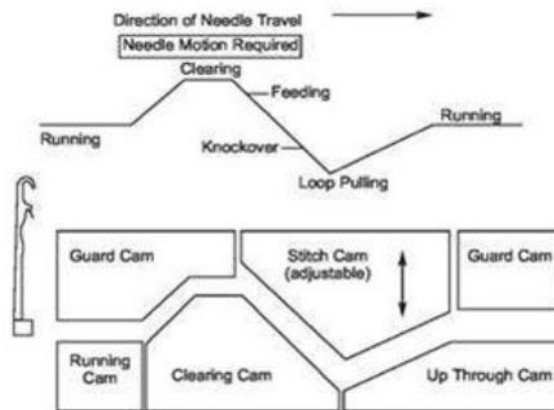 Direction of Needle Travel
Needle Motion Required
Clearing
Feeding
Running
Running
Knockover
Loop Pulling
Guard Cam
Stitch Cam
(adjustable)
Guard Cam
Running
Cam
Clearing Cam
Up Through Cam